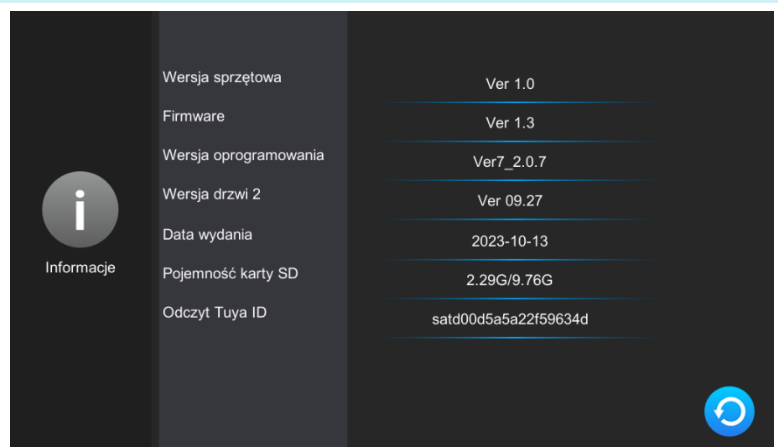 Wersja sprzętowa Ver 1.0
Firmware Ver 1.3
Wersja oprogramowania Ver7_2.0.7
Wersja drzwi 2 Ver 09.27
Data wydania 2023-10-13
Informacje
Pojemność karty SD 2.29G/9.76G
Odczyt Tuya ID satd00d5a5a22f59634d